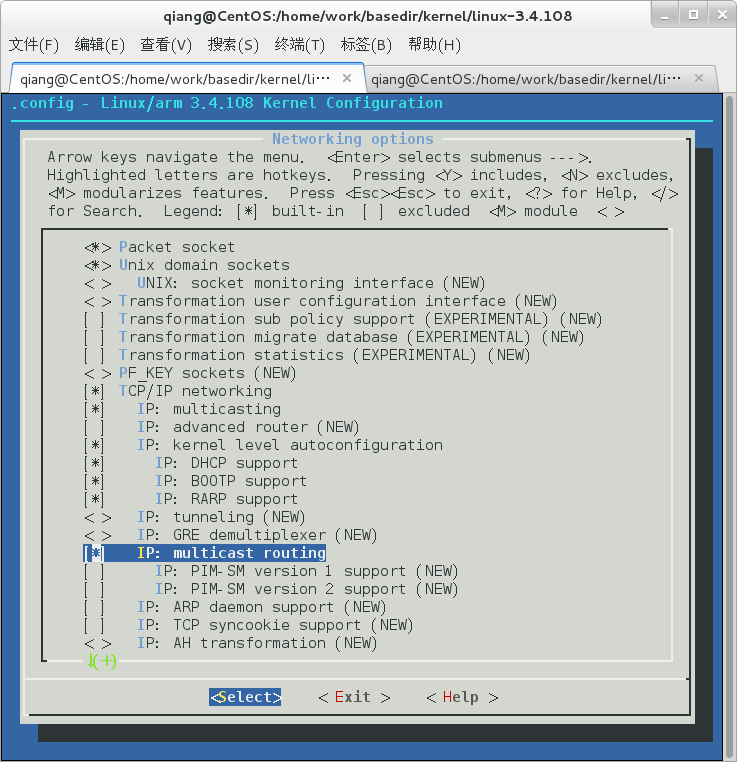 qiang@CentOS:/home/work/basedir/kernel/linux-3.4.108
文件(F) 编辑(E) 查看(V) 搜索(S) 终端(T) 标签(B) 帮助(H)
qiang@CentOS:/home/work/basedir/kernel/li··· × qiang@CentOS:/home/work/basedir/kernel/li··· ×
.config - Linux/arm 3.4.108 Kernel Configuration
Networking options
Arrow keys navigate the menu.  <Enter> selects submenus --->.
Highlighted letters are hotkeys.  Pressing <Y> includes, <N> excludes,
<M> modularizes features.  Press <Esc><Esc> to exit, <?> for Help, </>
for Search.  Legend: [*] built-in  [ ] excluded  <M> module  < >
<*> Packet socket
<*> Unix domain sockets
< >   UNIX: socket monitoring interface (NEW)
< > Transformation user configuration interface (NEW)
[ ] Transformation sub policy support (EXPERIMENTAL) (NEW)
[ ] Transformation migrate database (EXPERIMENTAL) (NEW)
[ ] Transformation statistics (EXPERIMENTAL) (NEW)
< > PF_KEY sockets (NEW)
[*] TCP/IP networking
[*]   IP: multicasting
[ ]   IP: advanced router (NEW)
[*]   IP: kernel level autoconfiguration
[*]     IP: DHCP support
[*]     IP: BOOTP support
[*]     IP: RARP support
< >   IP: tunneling (NEW)
< >   IP: GRE demultiplexer (NEW)
[*]   IP: multicast routing
[ ]     IP: PIM-SM version 1 support (NEW)
[ ]     IP: PIM-SM version 2 support (NEW)
[ ]   IP: ARP daemon support (NEW)
[ ]   IP: TCP syncookie support (NEW)
< >   IP: AH transformation (NEW)
↓(+)
<Select>    < Exit >    < Help >